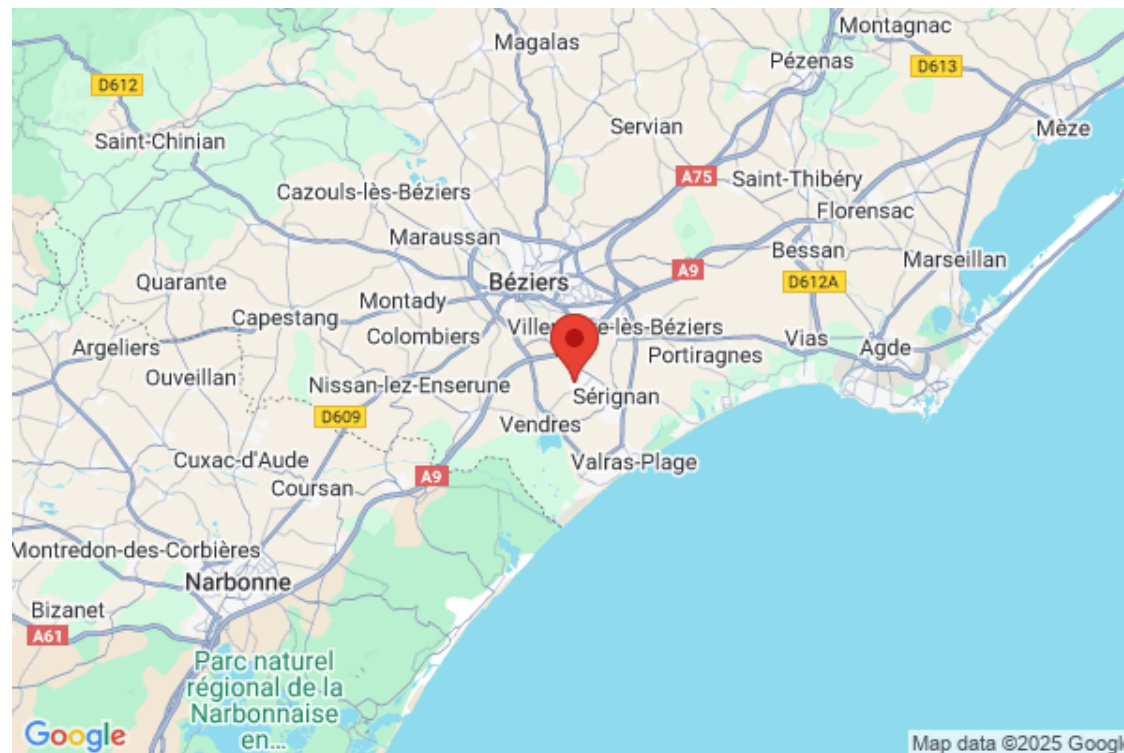 Montagnac
Magalas
Pézenas
D613
D612
Servian
Mèze
Saint-Chinian
A75
Saint-Thibéry
Cazouls-lès-Béziers
Florensac
Maraussan
Bessan
Marseillan
A9
Béziers
D612A
Quarante
Montady
Capestang
Colombiers
Vias
Agde
Argeliers
Portiragnes
Ouveillan
Nissan-lez-Enserune
Sérignan
D609
Vendres
Cuxac-d'Aude
Valras-Plage
A9
Coursan
Montredon-des-Corbières
Narbonne
Bizanet
A61
Parc naturel
régional de la
Narbonnaise
en...
Google
Map data ©2025 Google